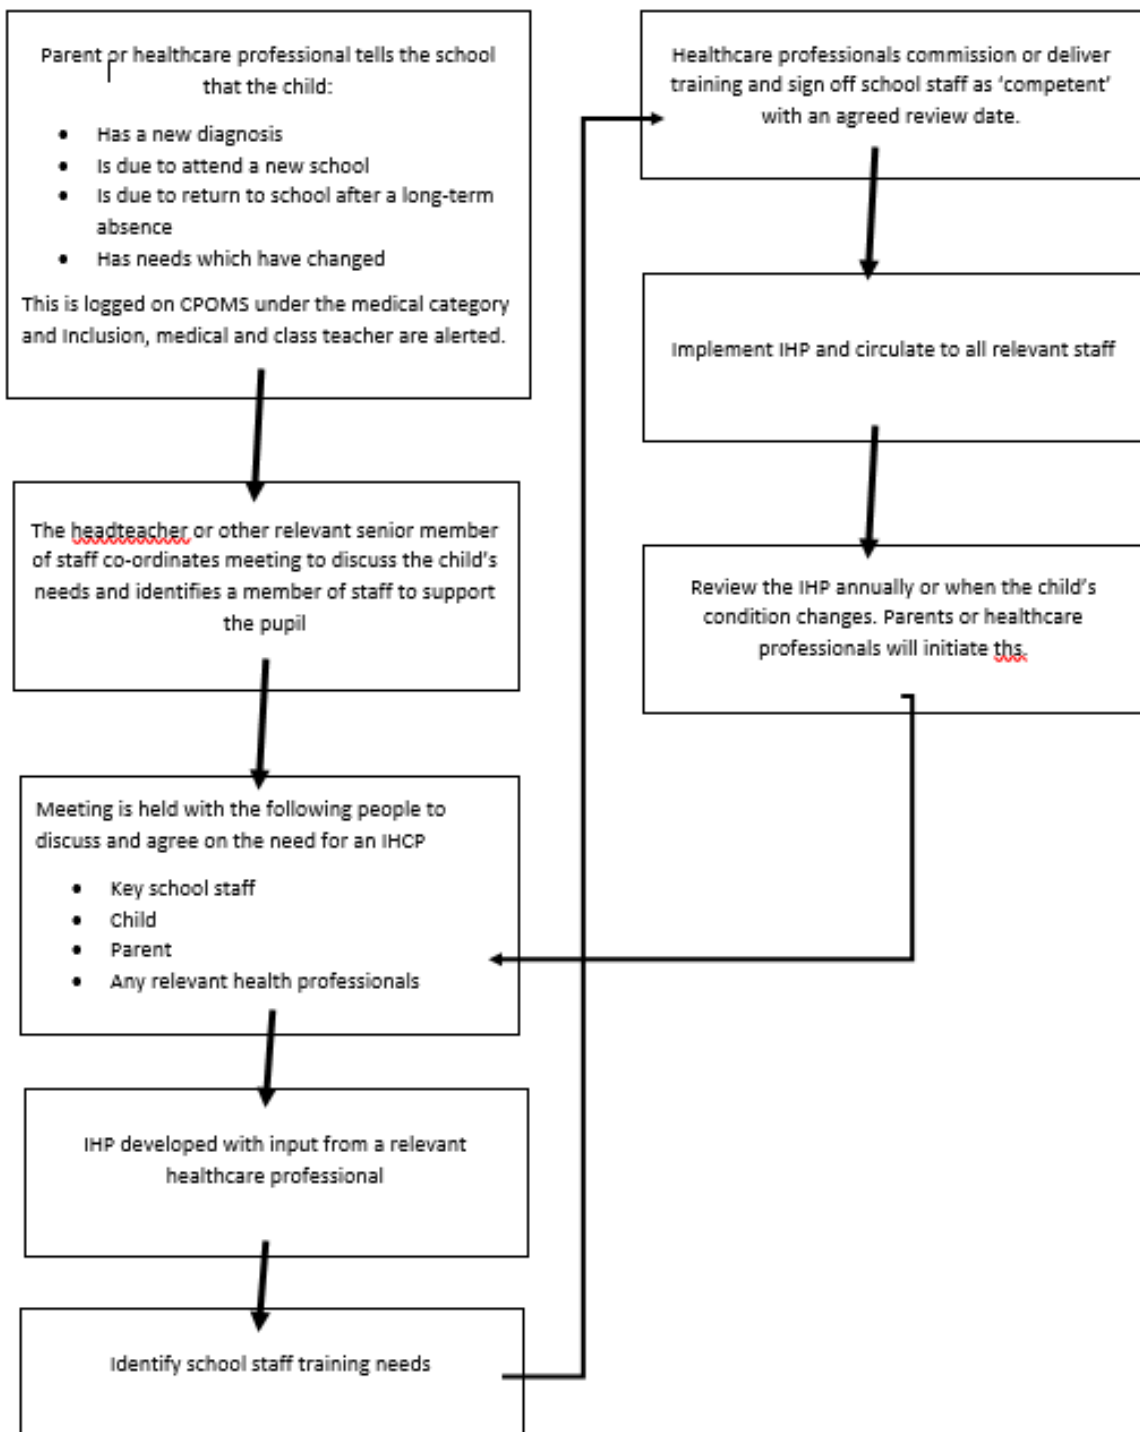 Parent or healthcare professional tells the school
that the child:
• Has a new diagnosis
• Is due to attend a new school
• Is due to return to school after a long-term
absence
• Has needs which have changed
This is logged on CPOMS under the medical category
and Inclusion, medical and class teacher are alerted.
The headteacher or other relevant senior member
of staff co-ordinates meeting to discuss the child's
needs and identifies a member of staff to support
the pupil
Meeting is held with the following people to
discuss and agree on the need for an IHCP
• Key school staff
• Child
• Parent
• Any relevant health professionals
IHP developed with input from a relevant
healthcare professional
Identify school staff training needs
Healthcare professionals commission or deliver
training and sign off school staff as ‘competent’
with an agreed review date.
Implement IHP and circulate to all relevant staff
Review the IHP annually or when the child’s
condition changes. Parents or healthcare
professionals will initiate ths.